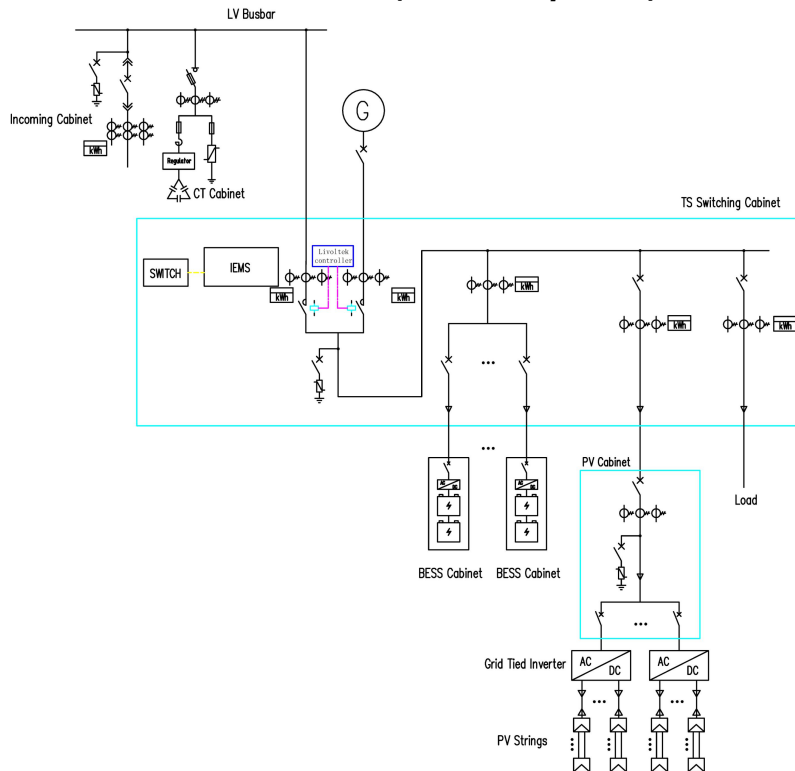 LV Busbar
Incoming Cabinet
kWh
Regulator
CT Cabinet
G
TS Switching Cabinet
SWITCH
IEMS
Livoltek
controller
kWh
kWh
kWh
kWh
kWh
...
...
AC
DC
AC
DC
BESS Cabinet
BESS Cabinet
PV Cabinet
Load
...
Grid Tied Inverter
AC
DC
AC
DC
...
...
PV Strings